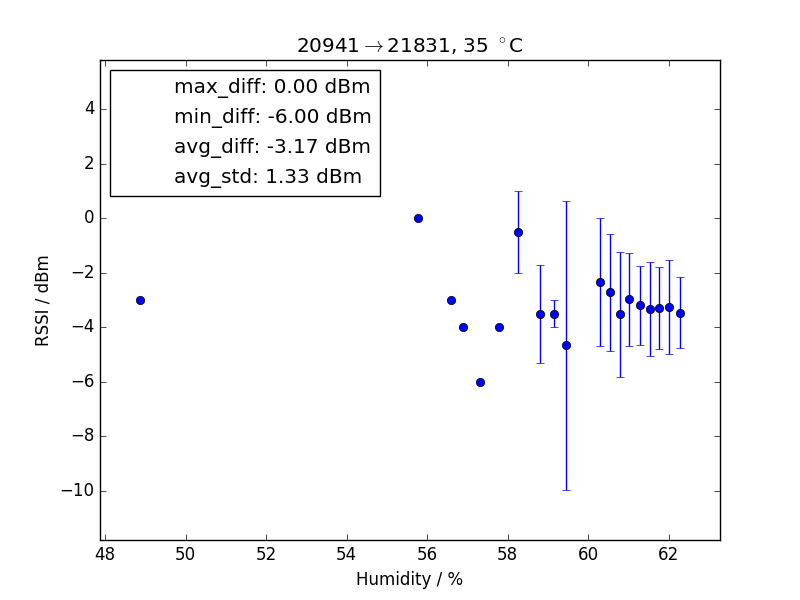 20941→21831, 35 °C
max_diff: 0.00 dBm
min_diff: -6.00 dBm
avg_diff: -3.17 dBm
avg_std: 1.33 dBm
4
2
0
−2
−4
−6
−8
−10
RSSI / dBm
48 50 52 54 56 58 60 62
Humidity / %